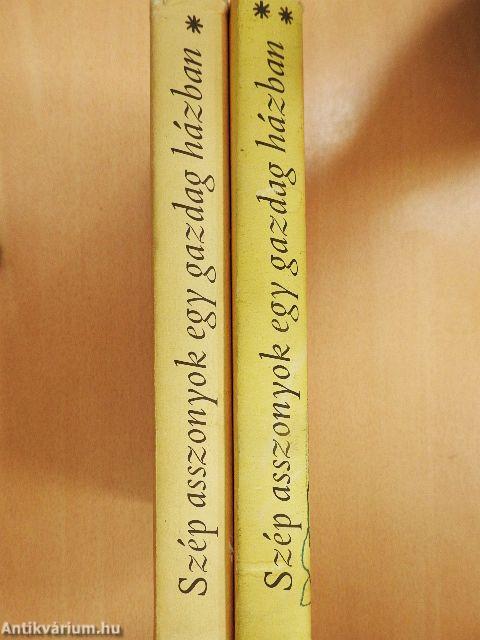 Szép asszonyok egy gazdag házban *
Szép asszonyok egy gazdag házban **
Antikvárium.hu